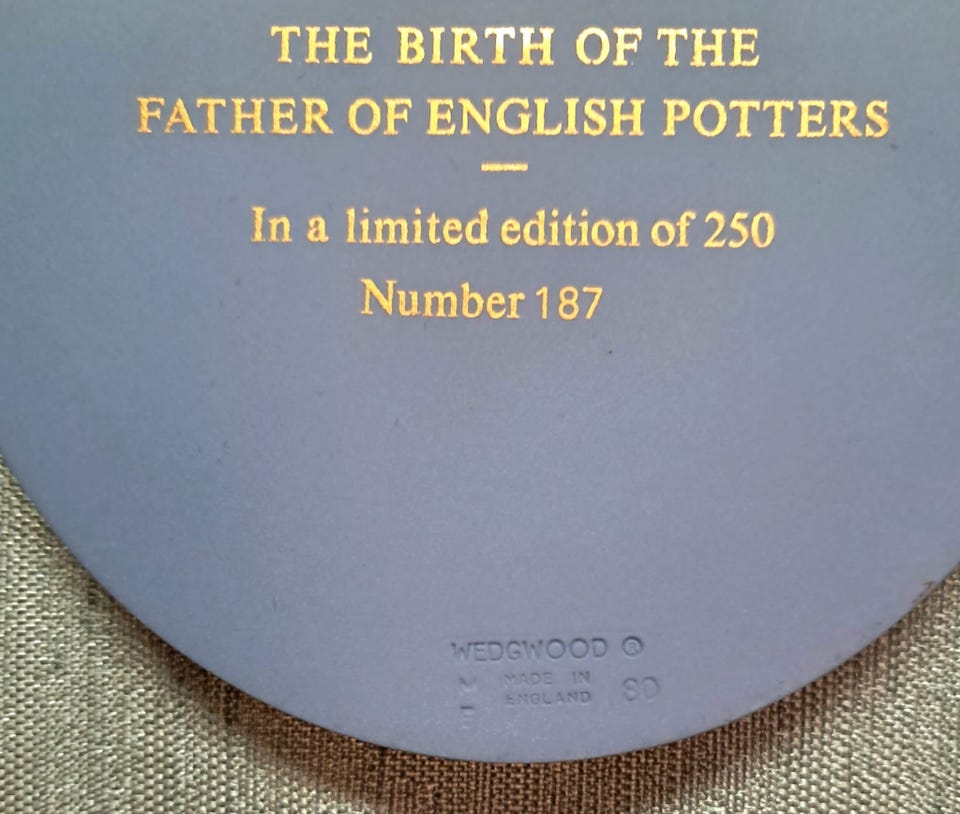 THE BIRTH OF THE
FATHER OF ENGLISH POTTERS
In a limited edition of 250
Number 187
WEDGWOOD ®
MADE IN
ENGLAND
80
M